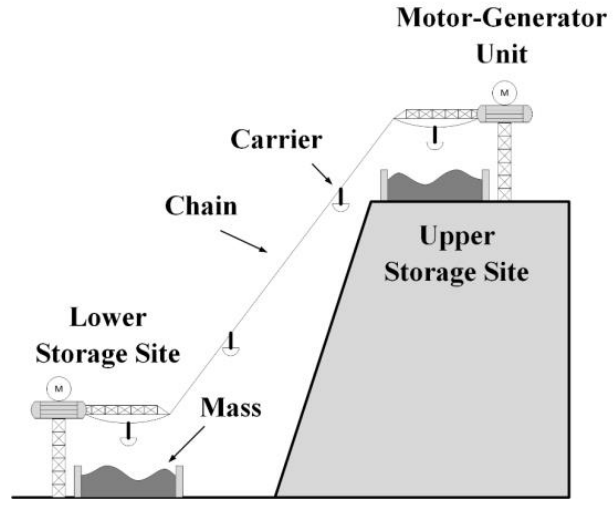 Motor-Generator
Unit
M
Carrier
Chain
Upper
Storage Site
Lower
Storage Site
M
Mass